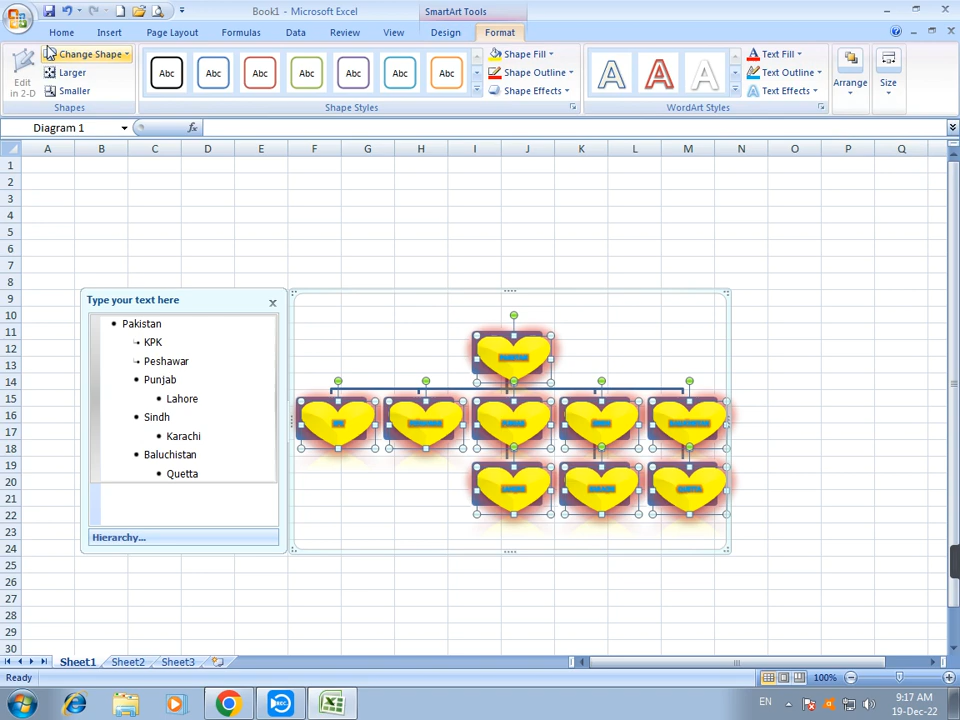 Book1 - Microsoft Excel
SmartArt Tools
Home
Insert
Page Layout
Formulas
Data
Review
View
Design
Format
Edit
in 2-D
Change Shape
Larger
Smaller
Shapes
Abc
Abc
Abc
Abc
Abc
Abc
Abc
Shape Fill
Shape Outline
Shape Effects
Shape Styles
A
A
A
Text Fill
Text Outline
Text Effects
WordArt Styles
Arrange
Size
Diagram 1
fx
A B C D E F G H I J K L M N O P Q
1
2
3
4
5
6
7
8
9
10
11
12
13
14
15
16
17
18
19
20
21
22
23
24
25
26
27
28
29
30
Type your text here
Pakistan
KPK
Peshawar
Punjab
Lahore
Sindh
Karachi
Baluchistan
Quetta
Hierarchy...
Sheet1
Sheet2
Sheet3
Ready
100%
EN
9:17 AM
19-Dec-22